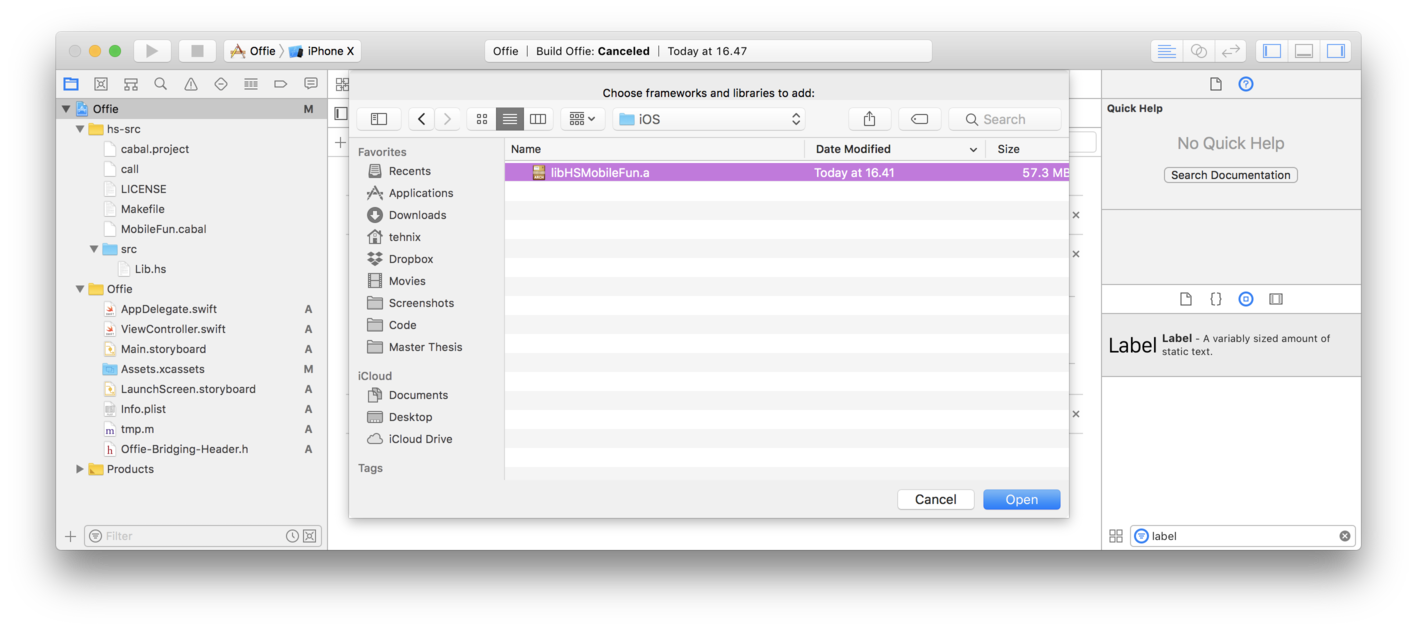 Offie iPhone X
Offie | Build Offie: Canceled | Today at 16.47
Offie M
hs-src
cabal.project
call
LICENSE
Makefile
MobileFun.cabal
src
Lib.hs
Offie
AppDelegate.swift A
ViewController.swift A
Main.storyboard A
Assets.xcassets M
LaunchScreen.storyboard A
Info.plist A
tmp.m A
Offie-Bridging-Header.h A
Products
Filter
Choose frameworks and libraries to add:
iOS
Search
Favorites
Recents
Applications
Downloads
tehnix
Dropbox
Movies
Screenshots
Code
Master Thesis
iCloud
Documents
Desktop
iCloud Drive
Tags
Name Date Modified Size
libHSMobileFun.a Today at 16.41 57.3 MB
Cancel Open
Quick Help
No Quick Help
Search Documentation
Label
Label - A variably sized amount of
static text.
label